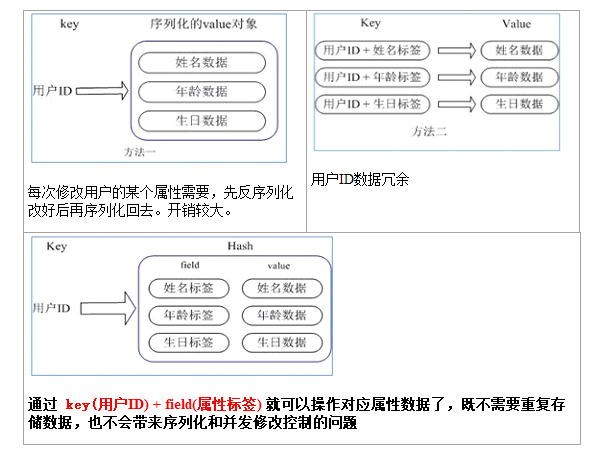 key 序列化的value对象
姓名数据
用户ID 年龄数据
生日数据
方法一
每次修改用户的某个属性需要，先反序列化
改好后再序列化回去。开销较大。
Key Value
用户ID + 姓名标签 姓名数据
用户ID + 年龄标签 年龄数据
用户ID + 生日标签 生日数据
方法二
用户ID数据冗余
Key Hash
field value
姓名标签 姓名数据
用户ID 年龄标签 年龄数据
生日标签 生日数据
通过 key(用户ID) + field(属性标签) 就可以操作对应属性数据了，既不需要重复存
储数据，也不会带来序列化和并发修改控制的问题